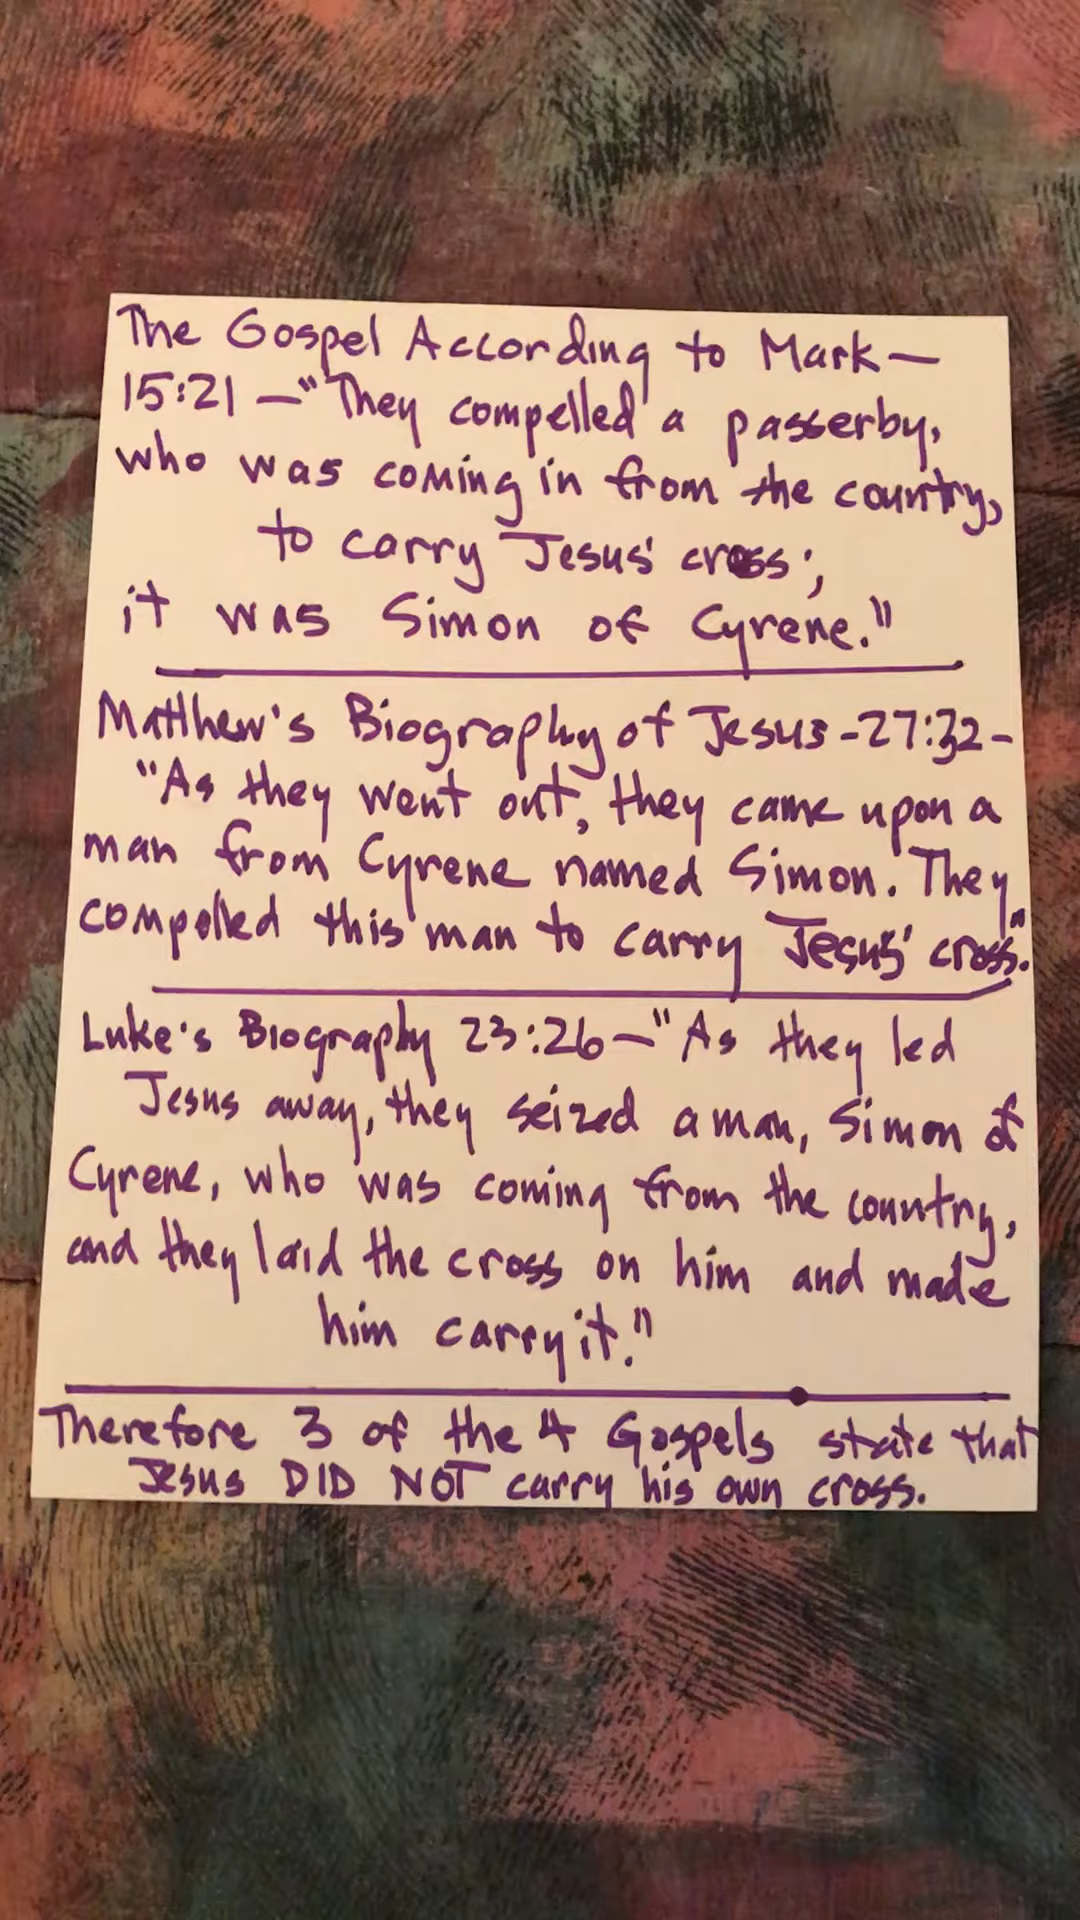 The Gospel According to Mark—
15:21 —"They compelled a passerby,
who was coming in from the country,
to carry Jesus' cross;
it was Simon of Cyrene."
Matthew's Biography of Jesus-27:32-
"As they went out, they came upon a
man from Cyrene named Simon. They
compelled this man to carry Jesus' cross."
Luke's Biography 23:26—"As they led
Jesus away, they seized a man, Simon of
Cyrene, who was coming from the country,
and they laid the cross on him and made
him carry it."
Therefore 3 of the 4 Gospels state that
Jesus DID NOT carry his own cross.